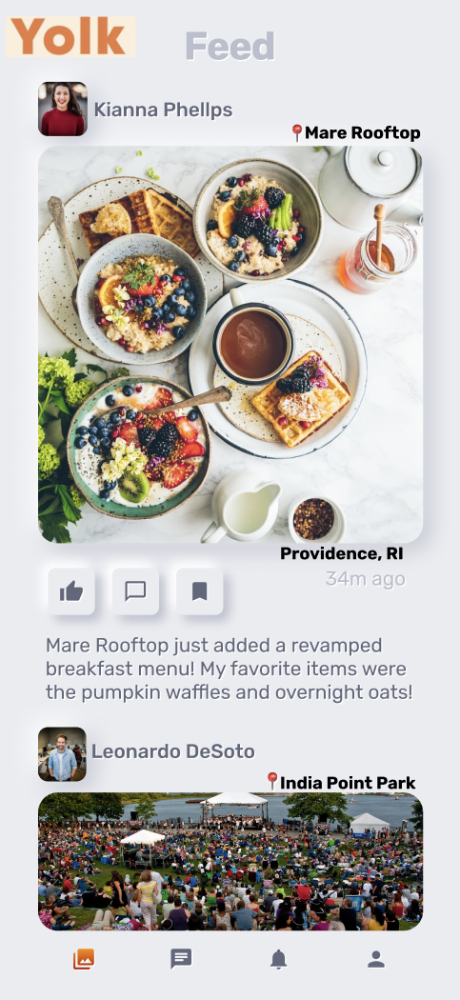 Yolk
Feed
Kianna Phellps
Mare Rooftop
Providence, RI
34m ago
Mare Rooftop just added a revamped
breakfast menu! My favorite items were
the pumpkin waffles and overnight oats!
Leonardo DeSoto
India Point Park